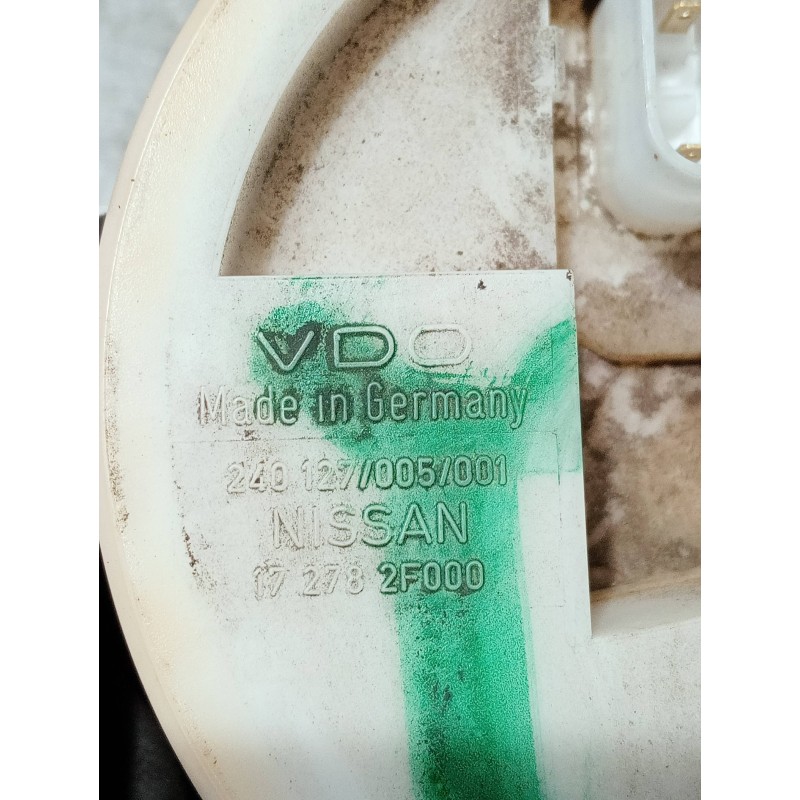 VDO
Made in Germany
240 127/005/001
NISSAN
17 278 2F000